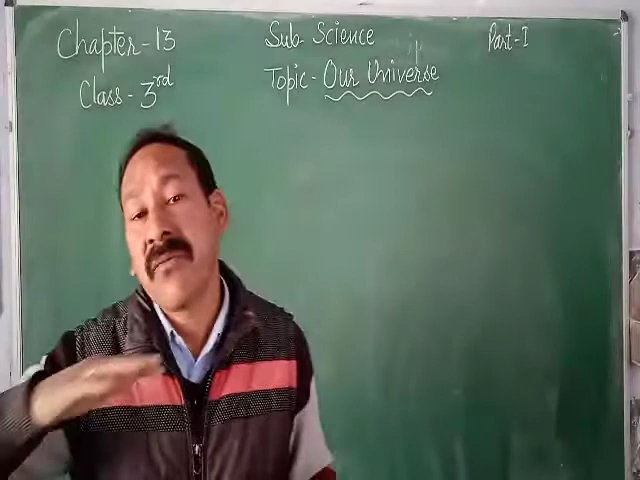 Chapter-13 Sub- Science Part-I
Class- 3rd Topic- Our Universe